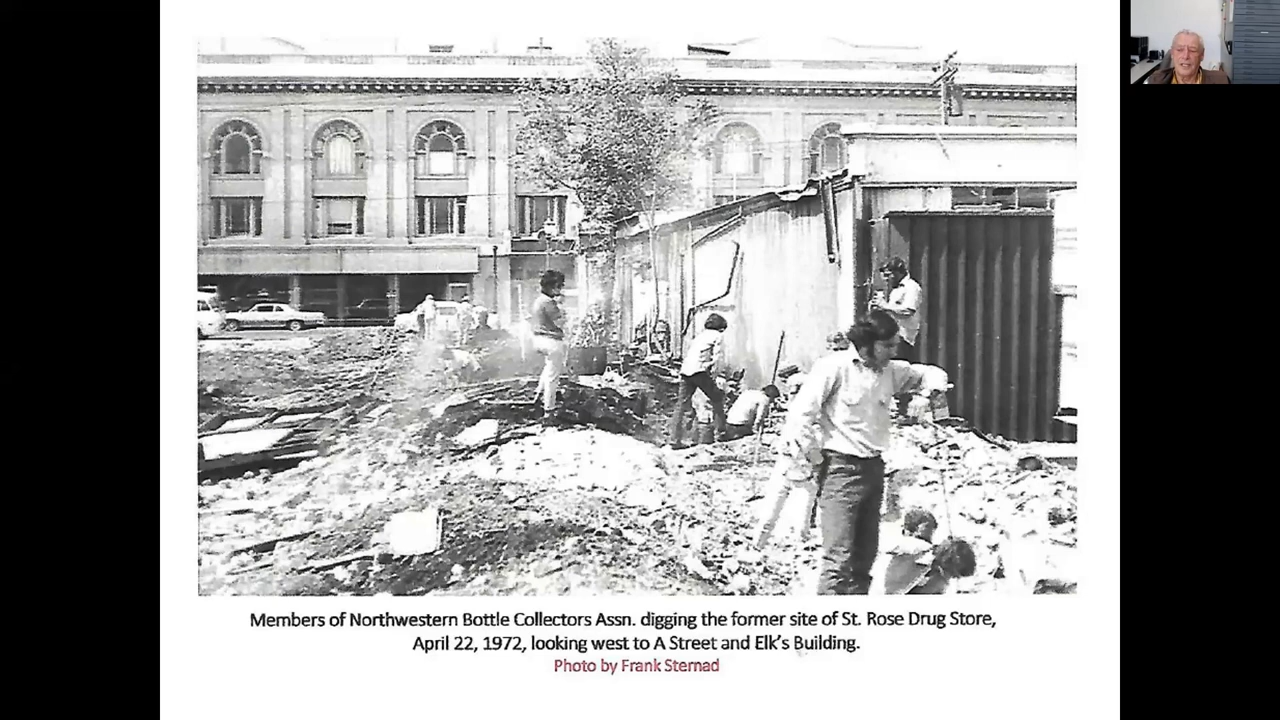 Members of Northwestern Bottle Collectors Assn. digging the former site of St. Rose Drug Store,
April 22, 1972, looking west to A Street and Elk's Building.
Photo by Frank Sternad